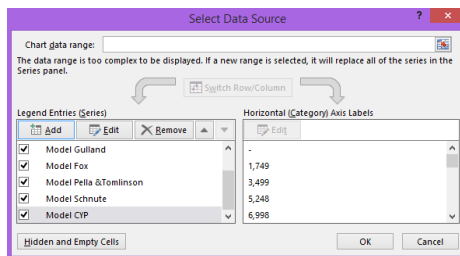 Select Data Source
? ×
Chart data range:
The data range is too complex to be displayed. If a new range is selected, it will replace all of the series in the
Series panel.
Switch Row/Column
Legend Entries (Series)
Horizontal (Category) Axis Labels
Add Edit Remove
Edit
Model Gulland
Model Fox
Model Pella &Tomlinson
Model Schnute
Model CYP
-
1,749
3,499
5,248
6,998
Hidden and Empty Cells
OK Cancel